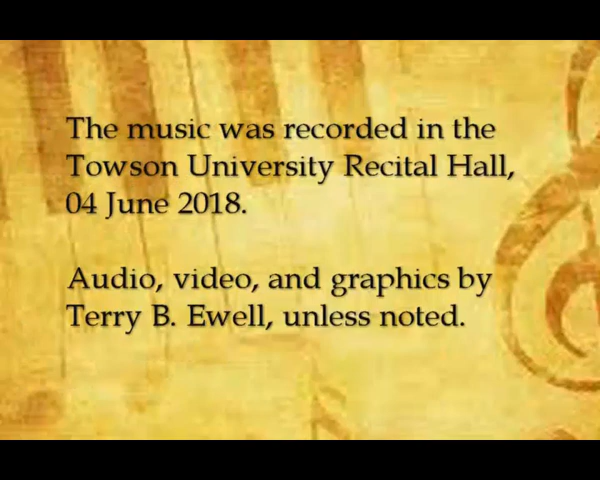 The music was recorded in the
Towson University Recital Hall,
04 June 2018.
Audio, video, and graphics by
Terry B. Ewell, unless noted.